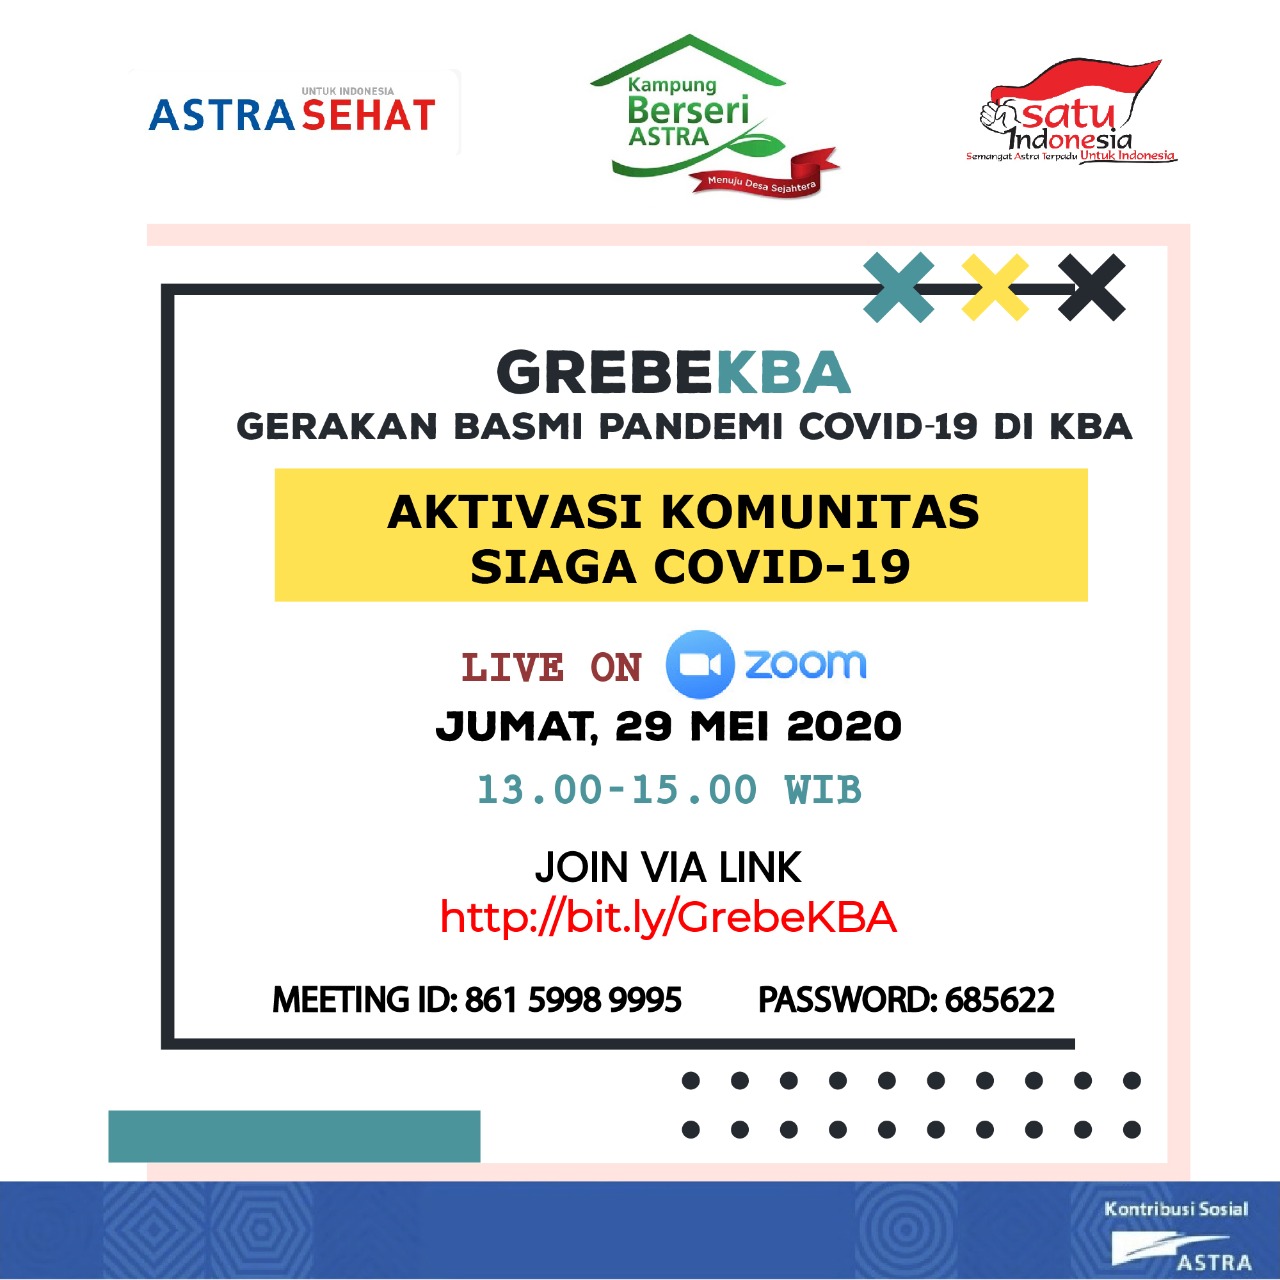 UNTUK INDONESIA
ASTRA SEHAT
Kampung
Berseri
ASTRA
Menuju Desa Sejahtera
satu
Indonesia
Semangat Astra Terpadu Untuk Indonesia
GREBEKBA
GERAKAN BASMI PANDEMI COVID-19 DI KBA
AKTIVASI KOMUNITAS
SIAGA COVID-19
LIVE ON zoom
JUMAT, 29 MEI 2020
13.00-15.00 WIB
JOIN VIA LINK
http://bit.ly/GrebeKBA
MEETING ID: 861 5998 9995 PASSWORD: 685622
Kontribusi Sosial
ASTRA